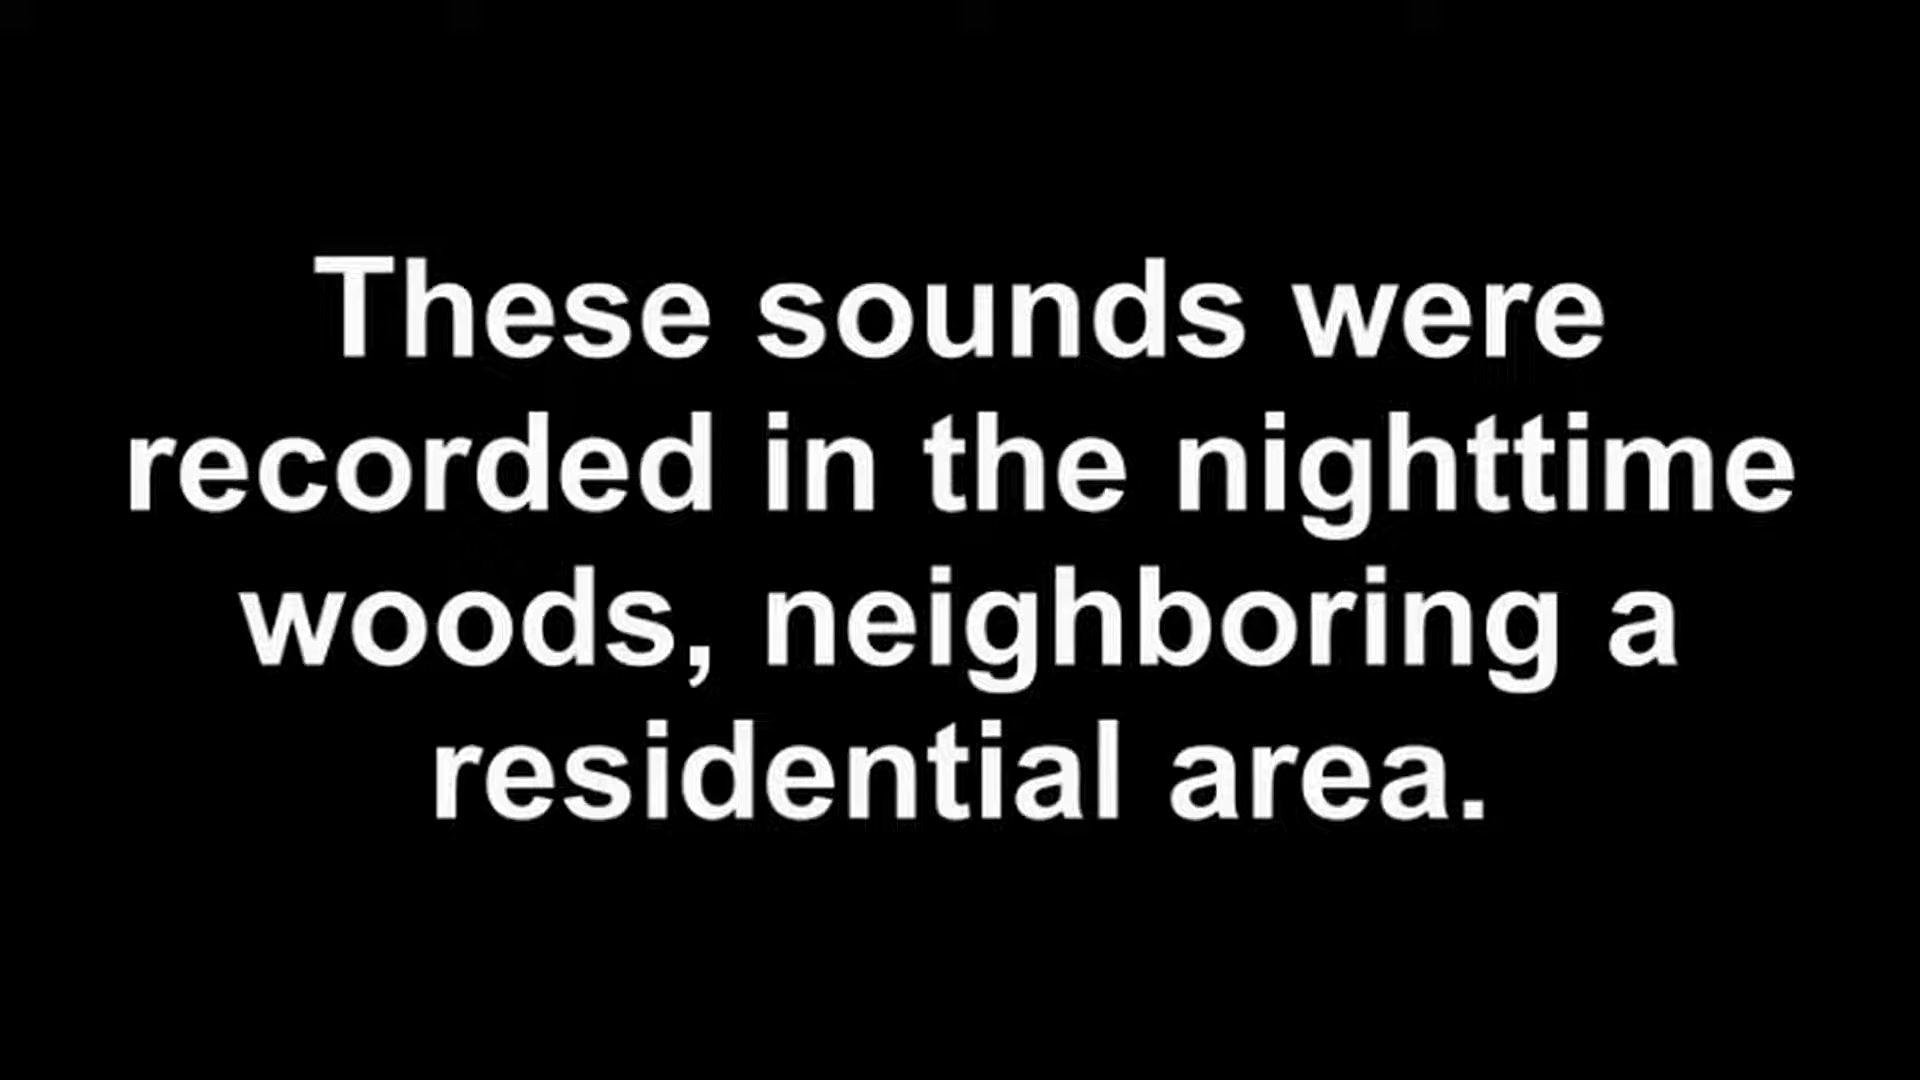 These sounds were
recorded in the nighttime
woods, neighboring a
residential area.